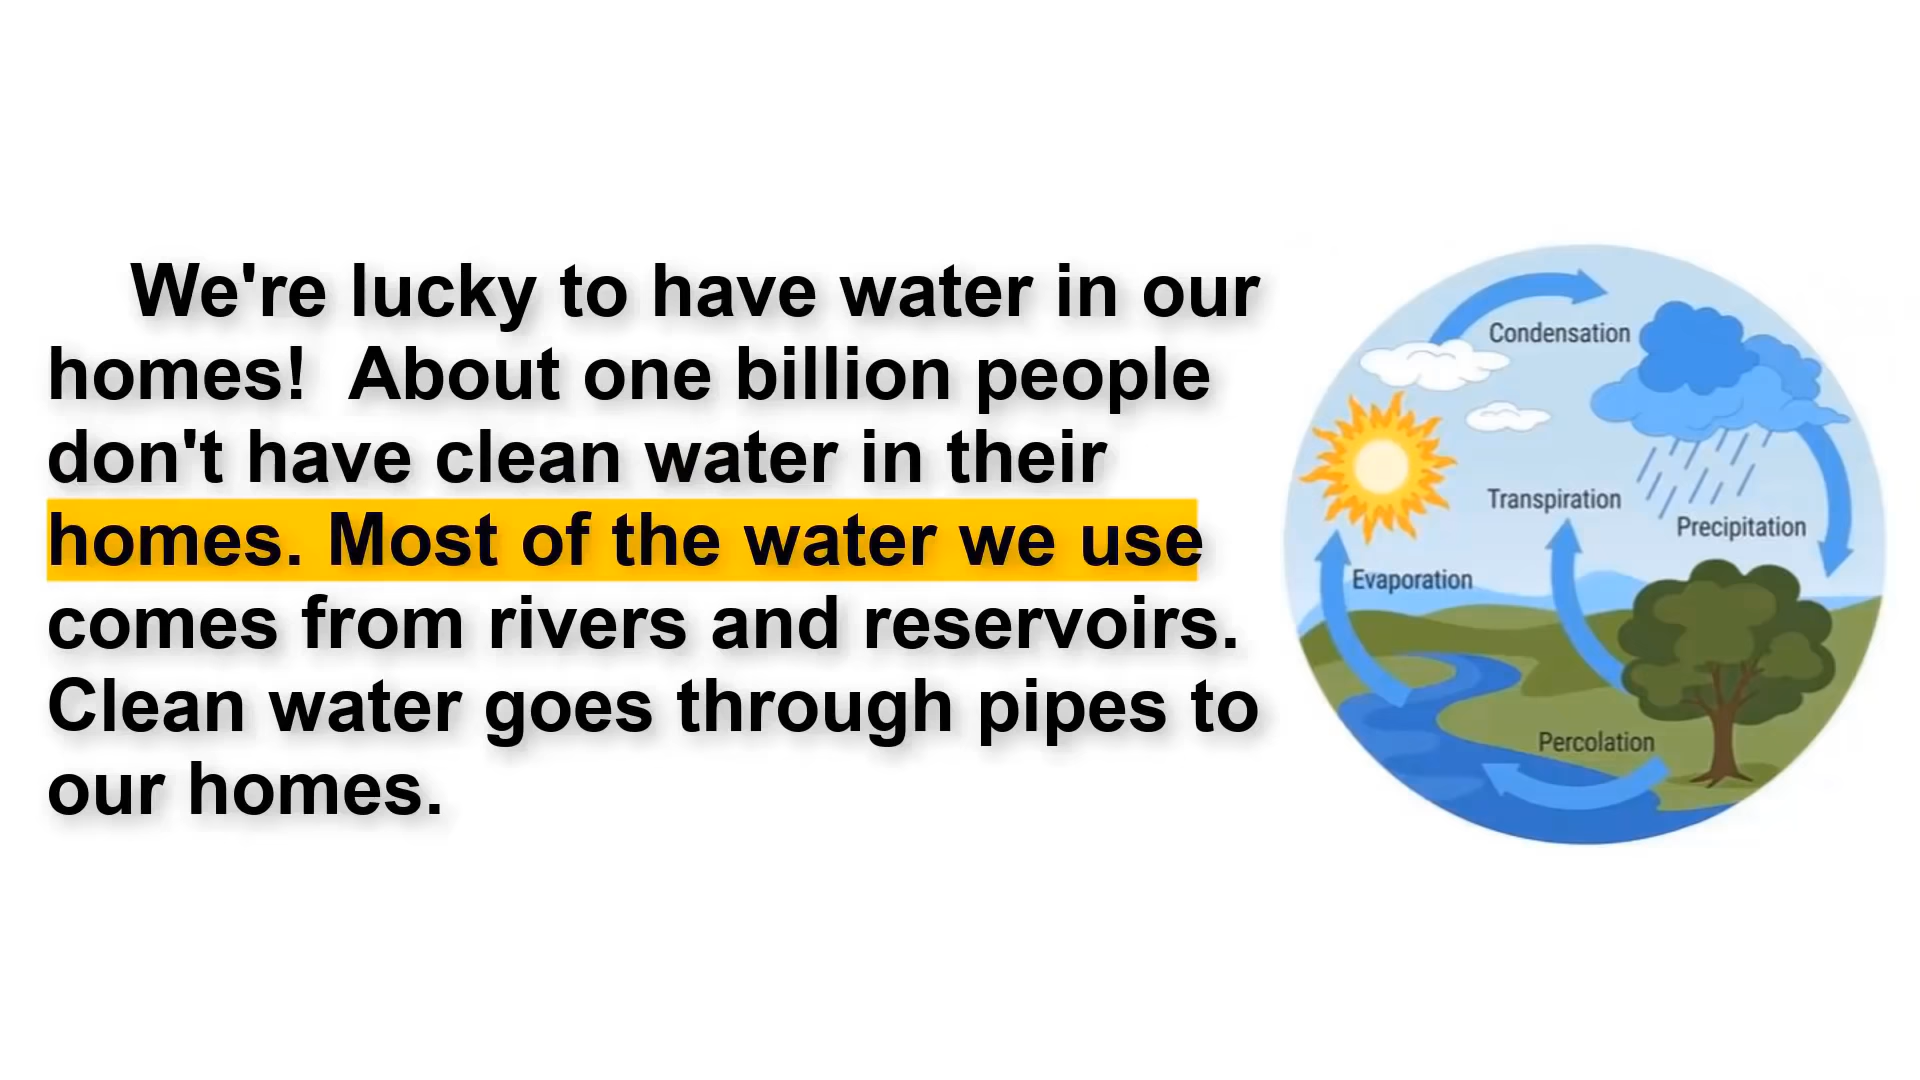 We're lucky to have water in our
homes!  About one billion people
don't have clean water in their
homes. Most of the water we use
comes from rivers and reservoirs.
Clean water goes through pipes to
our homes.
Condensation
Transpiration
Precipitation
Evaporation
Percolation